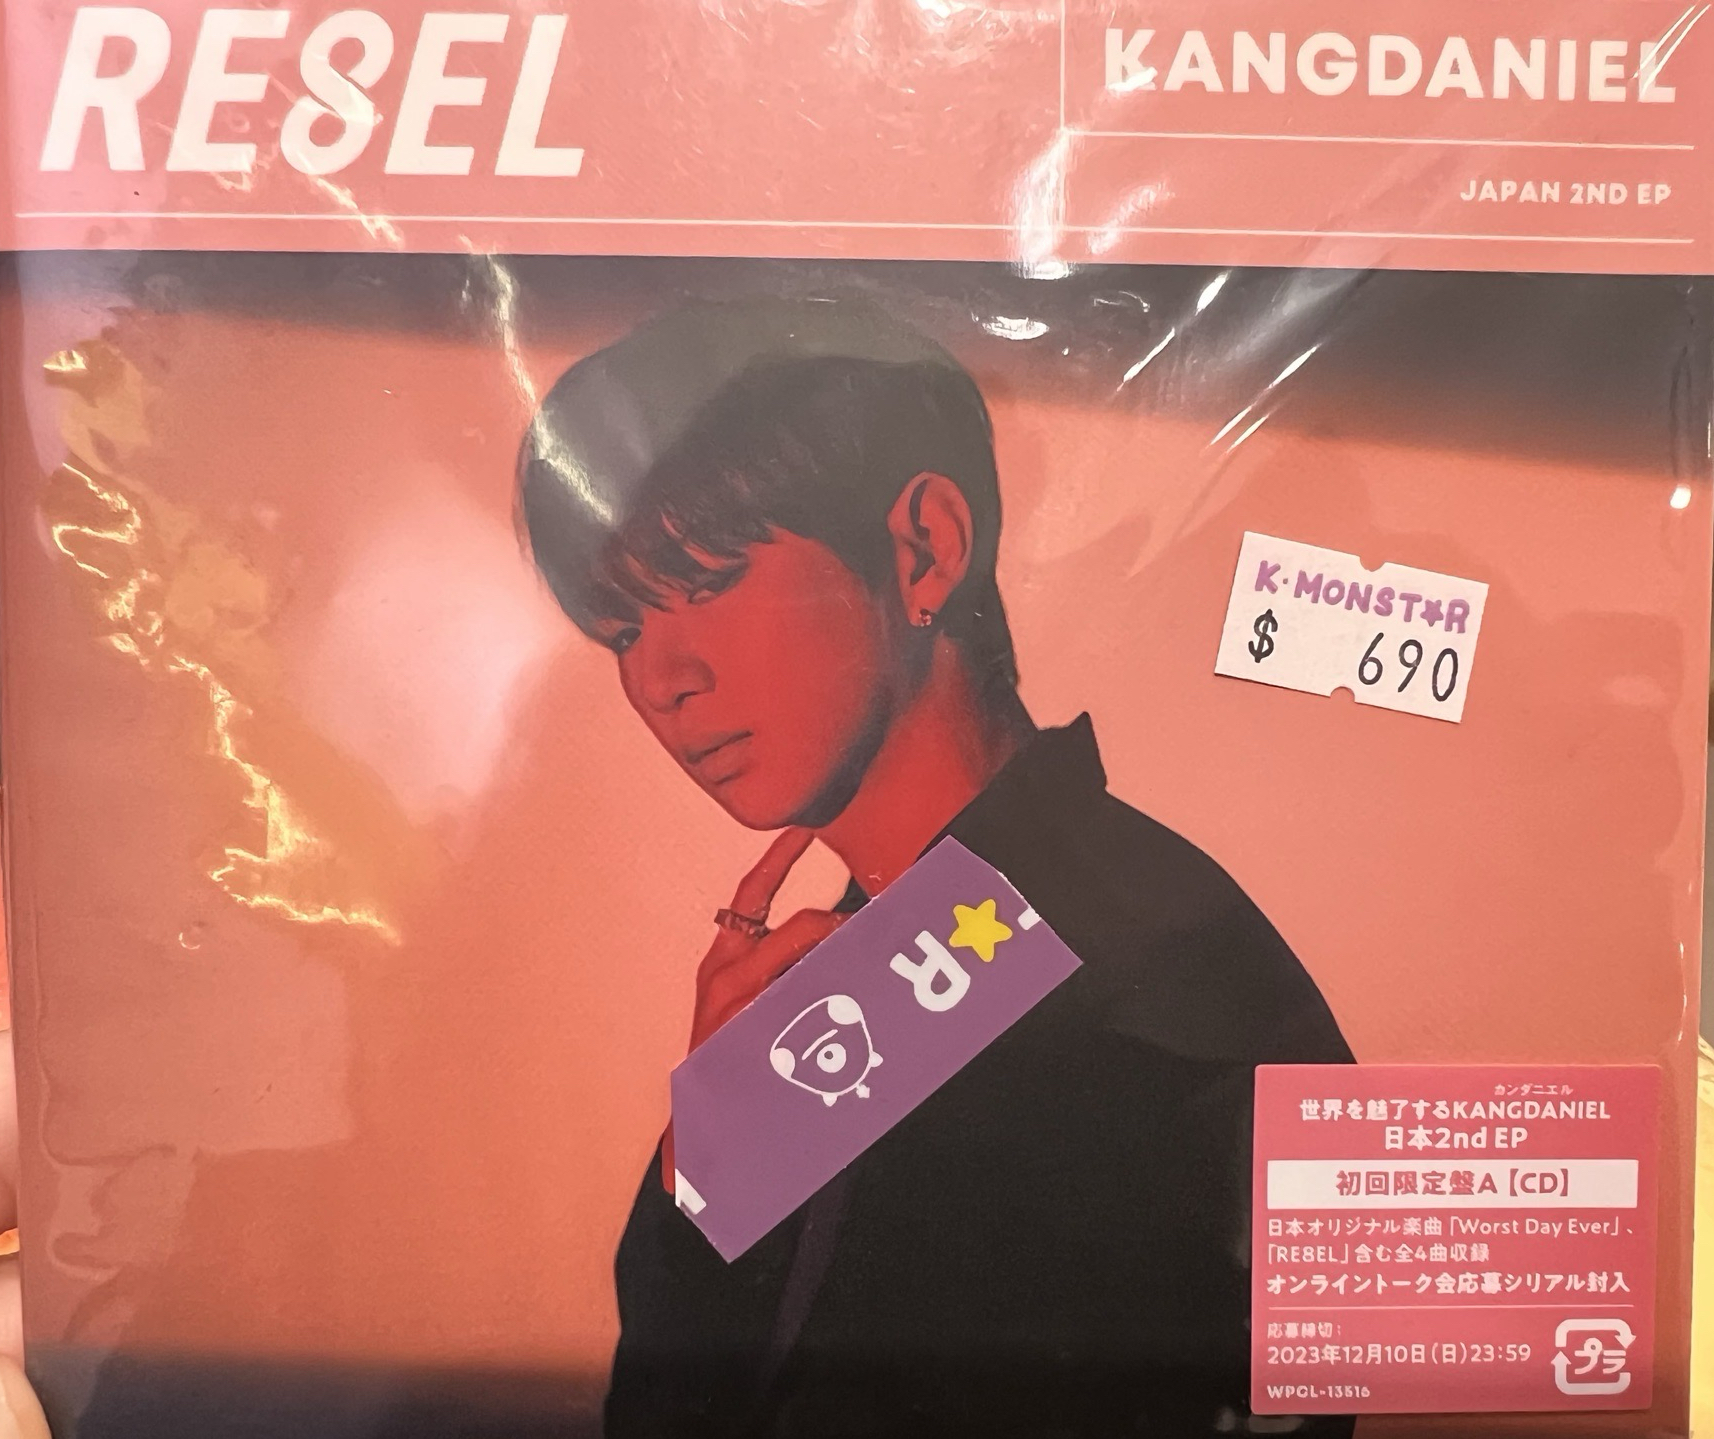 RE8EL
KANGDANIEL
JAPAN 2ND EP
K·MONST★R
$ 690
★R
カンダニエル
世界を魅了するKANGDANIEL
日本2nd EP
初回限定盤A【CD】
日本オリジナル楽曲「Worst Day Ever」、
「RE8EL」含む全4曲収録
オンライントーク会応募シリアル封入
応募締切:
2023年12月10日(日)23:59
プラ
WPCL-13516